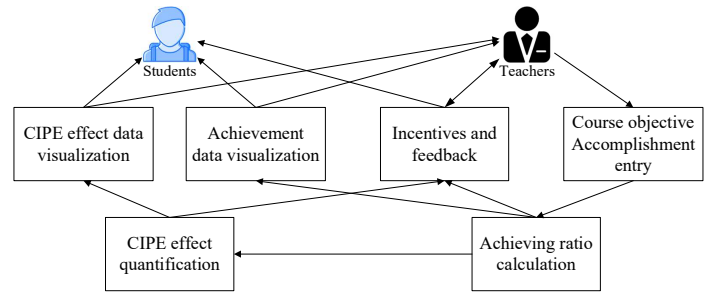 Students
Teachers
CIPE effect data
visualization
Achievement
data visualization
Incentives and
feedback
Course objective
Accomplishment
entry
CIPE effect
quantification
Achieving ratio
calculation